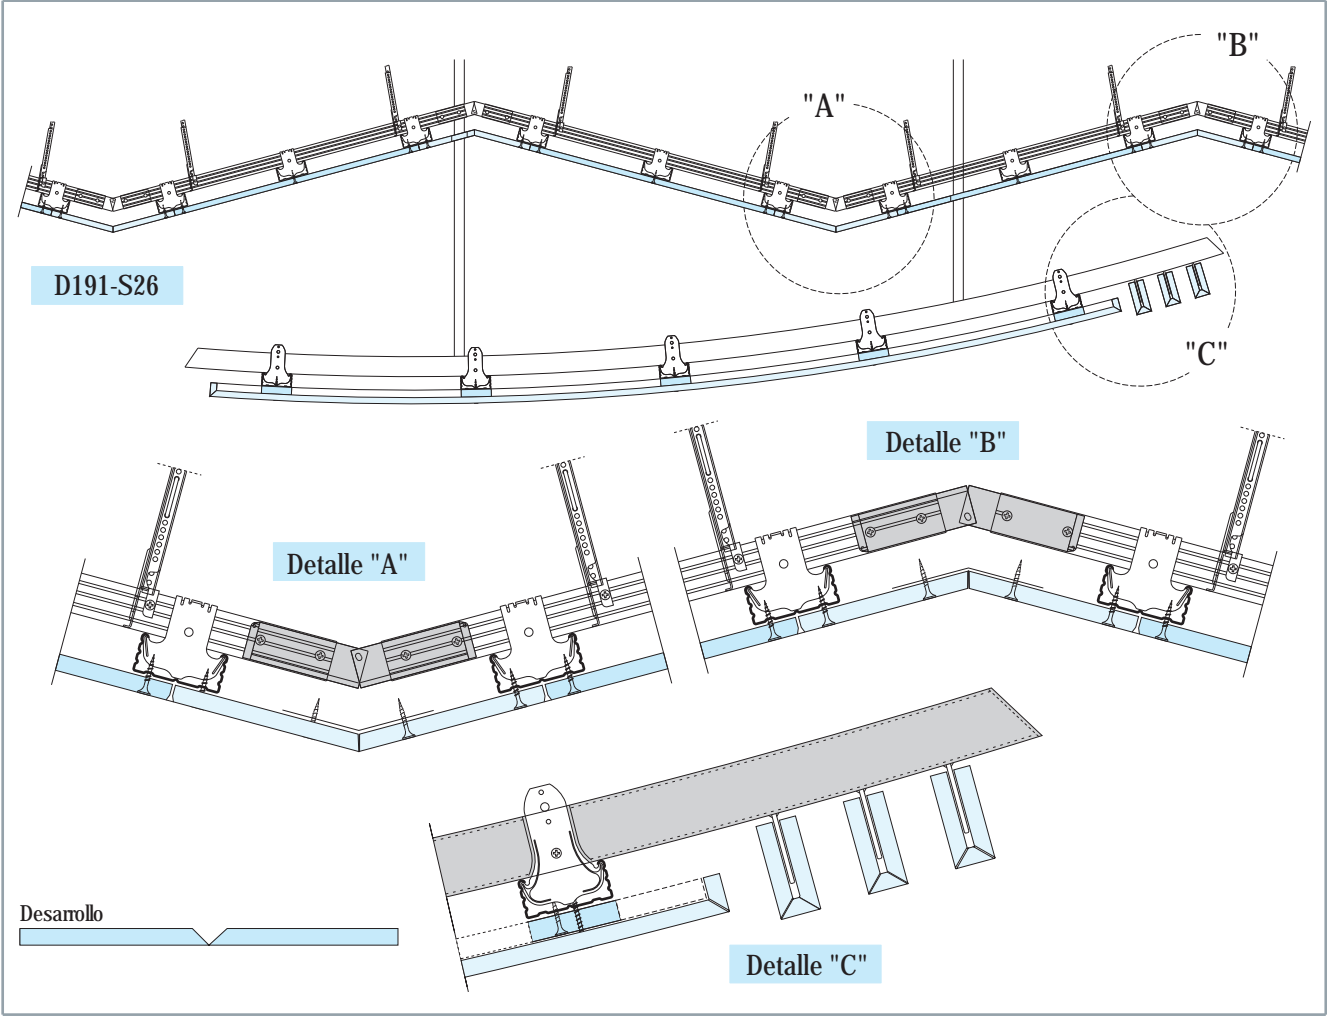 "B"
"A"
D191-S26
"C"
Detalle "B"
Detalle "A"
Desarrollo
Detalle "C"